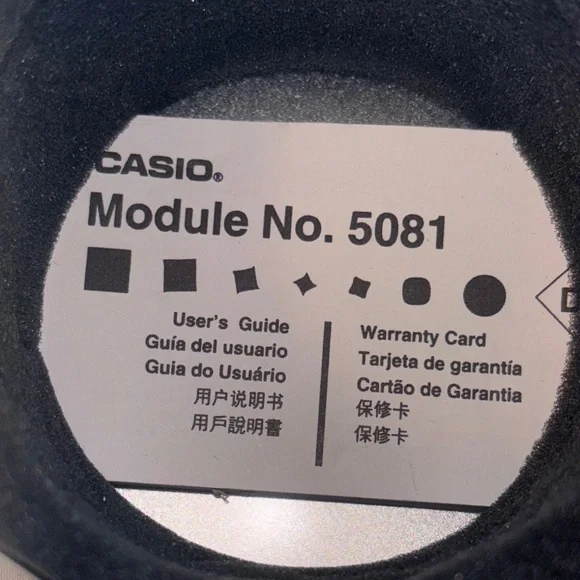 CASIO®
Module No. 5081
User's Guide
Guía del usuario
Guia do Usuário
用户说明书
用戶說明書
Warranty Card
Tarjeta de garantía
Cartão de Garantia
保修卡
保修卡